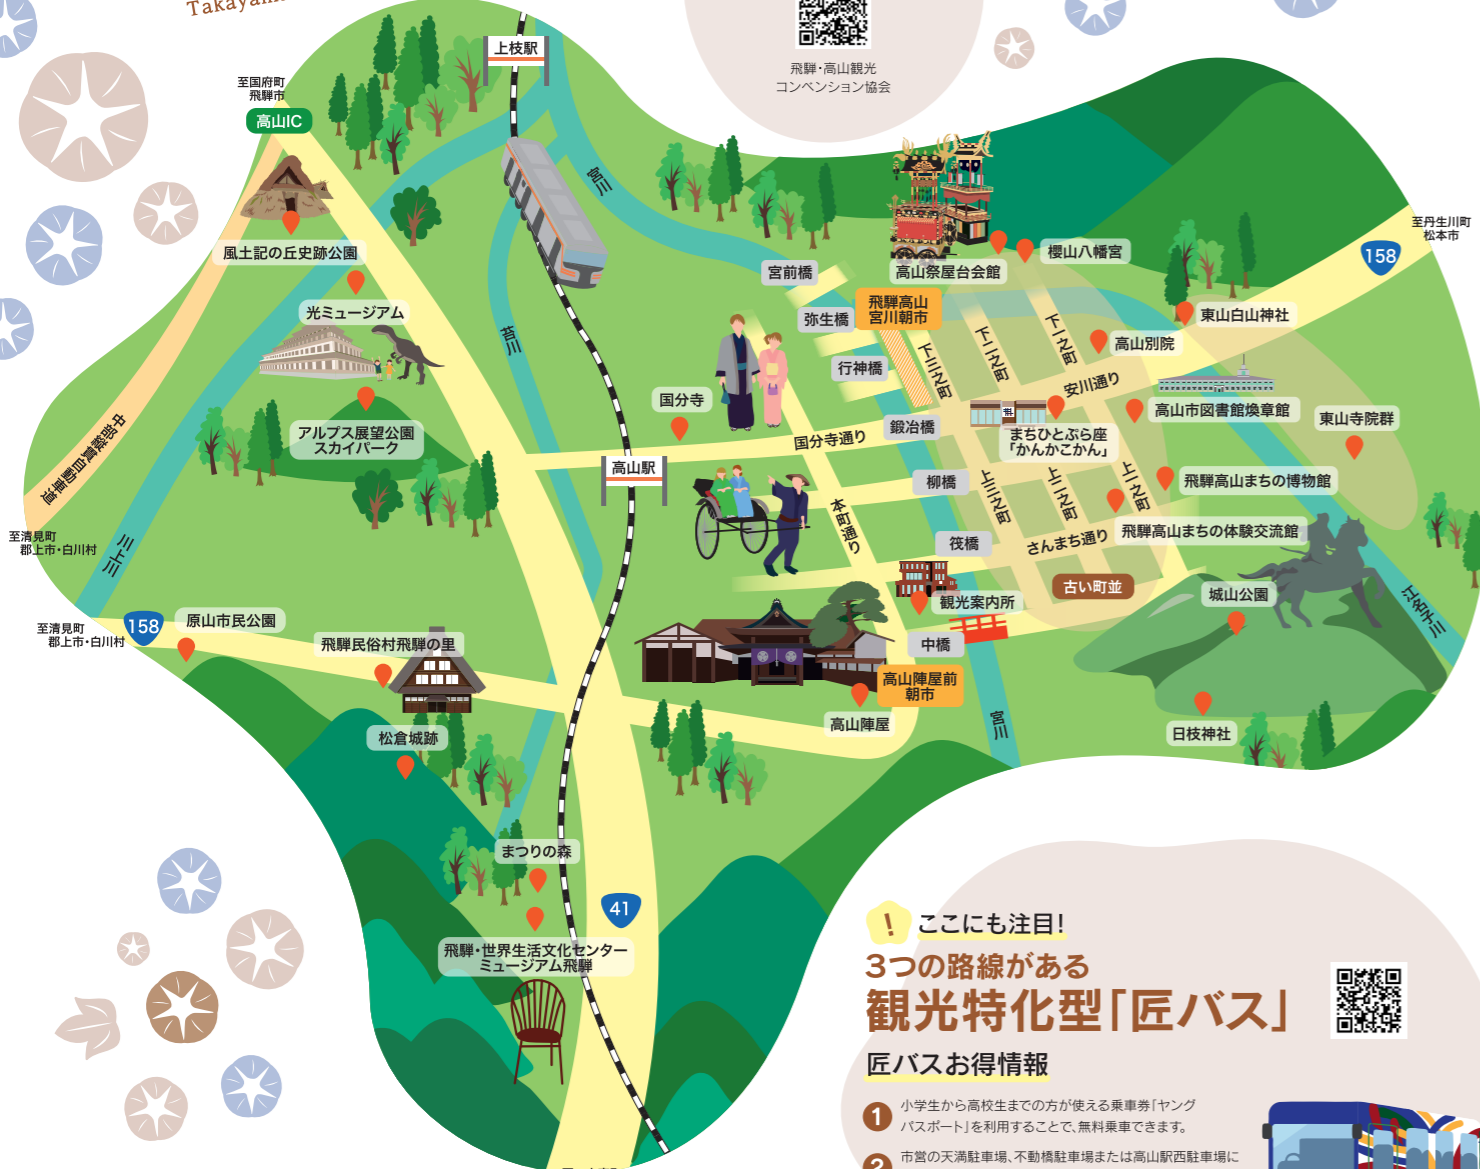 Takayama
飛騨・高山観光
コンベンション協会
上枝駅
至国府町
飛騨市
高山IC
風土記の丘史跡公園
光ミュージアム
アルプス展望公園
スカイパーク
中部縦貫自動車道
至清見町
郡上市・白川村
川上川
至清見町
郡上市・白川村
158
原山市民公園
飛騨民俗村飛騨の里
松倉城跡
まつりの森
飛騨・世界生活文化センター
ミュージアム飛騨
41
宮川
苔川
国分寺
高山駅
国分寺通り
本町通り
宮前橋
弥生橋
行神橋
鍛冶橋
柳橋
筏橋
中橋
飛騨高山
宮川朝市
高山祭屋台会館
櫻山八幡宮
至丹生川町
松本市
158
東山白山神社
高山別院
下三之町
下二之町
下一之町
安川通り
高山市図書館煥章館
東山寺院群
まちひとぷら座
「かんかこかん」
飛騨高山まちの博物館
上三之町
上二之町
上一之町
飛騨高山まちの体験交流館
さんまち通り
古い町並
城山公園
江名子川
観光案内所
高山陣屋前
朝市
高山陣屋
宮川
日枝神社
! ここにも注目!
3つの路線がある
観光特化型「匠バス」
匠バスお得情報
1 小学生から高校生までの方が使える乗車券「ヤング
パスポート」を利用することで、無料乗車できます。
2 市営の天満駐車場、不動橋駐車場または高山駅西駐車場に